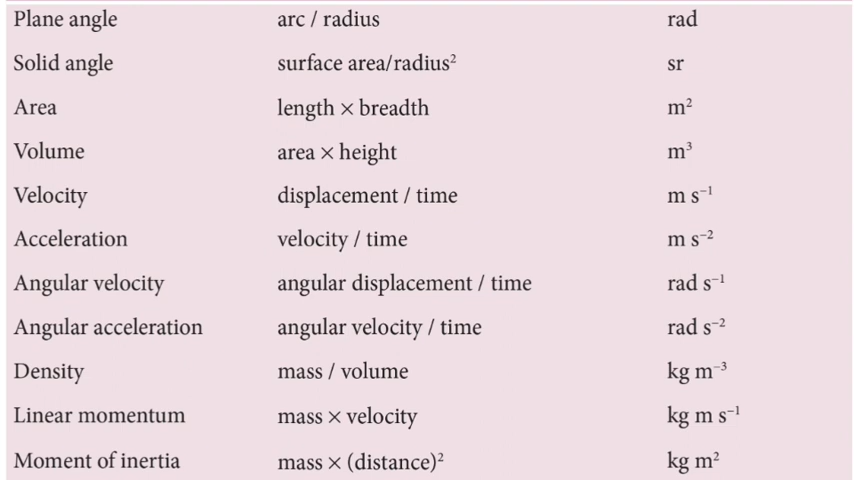 Plane angle arc / radius rad
Solid angle surface area/radius² sr
Area length × breadth m²
Volume area × height m³
Velocity displacement / time m s⁻¹
Acceleration velocity / time m s⁻²
Angular velocity angular displacement / time rad s⁻¹
Angular acceleration angular velocity / time rad s⁻²
Density mass / volume kg m⁻³
Linear momentum mass × velocity kg m s⁻¹
Moment of inertia mass × (distance)² kg m²